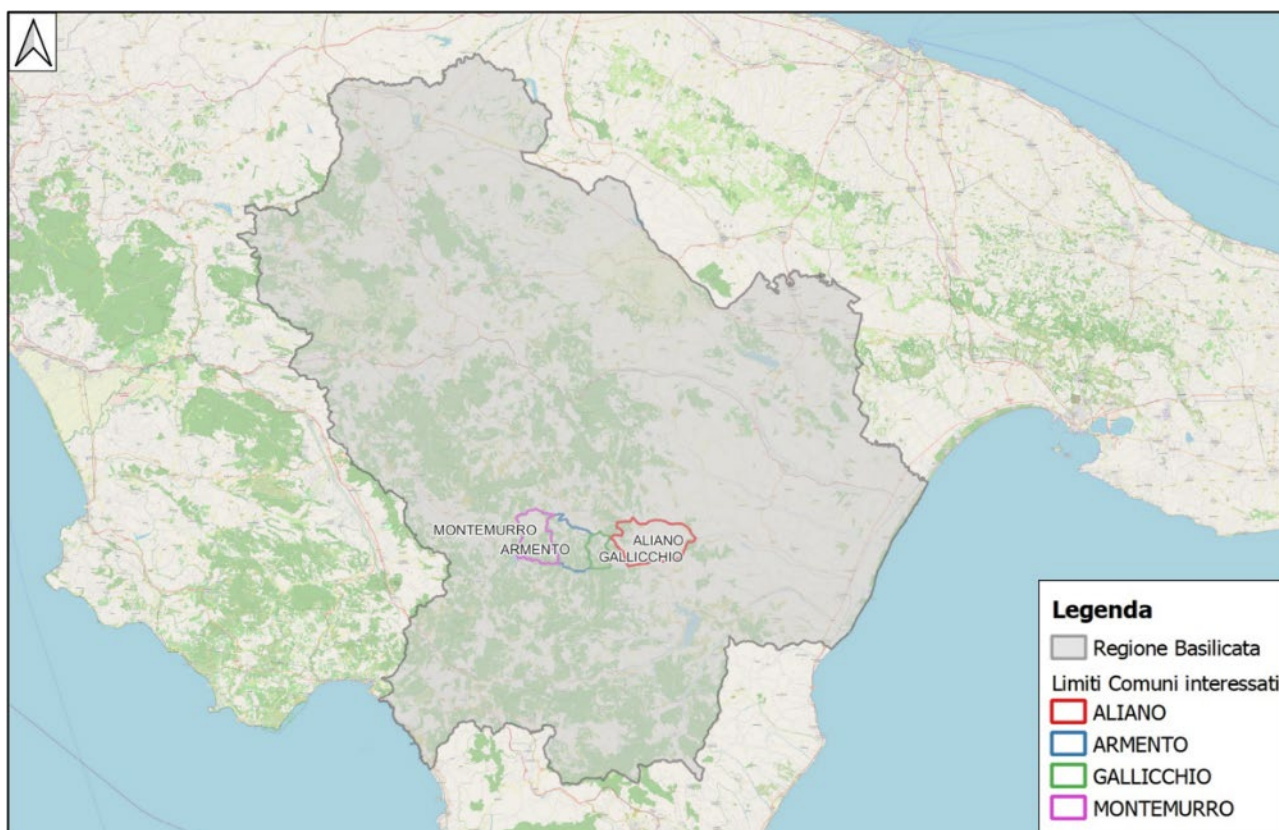 MONTEMURRO
ARMENTO
ALIANO
GALLICCHIO
Legenda
Regione Basilicata
Limiti Comuni interessati
ALIANO
ARMENTO
GALLICCHIO
MONTEMURRO